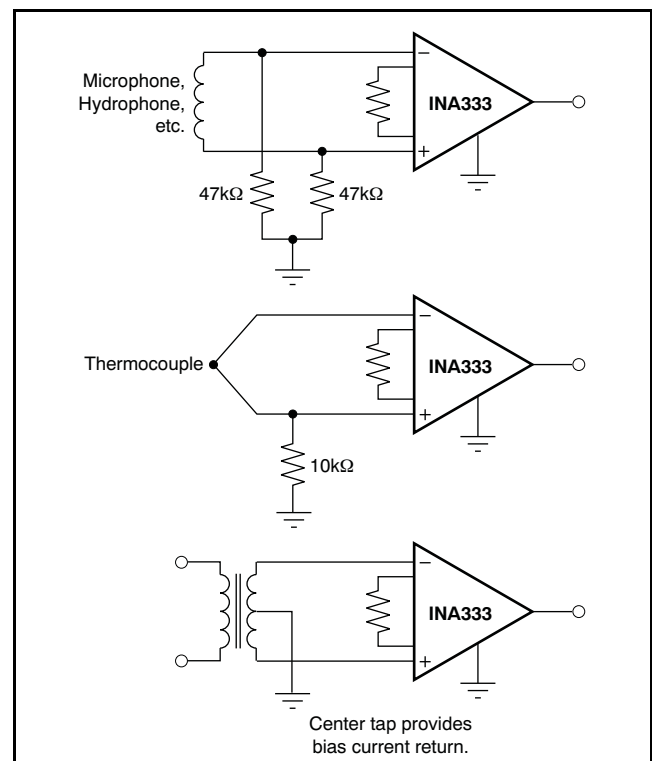 Microphone,
Hydrophone,
etc.
−
INA333
+
47kΩ
47kΩ
Thermocouple
−
INA333
+
10kΩ
−
INA333
+
Center tap provides
bias current return.